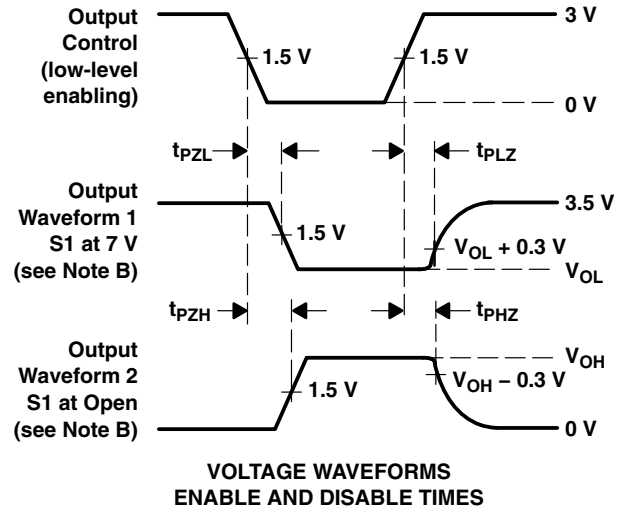 Output
Control
(low-level
enabling)
1.5 V
1.5 V
3 V
0 V
tPZL
tPLZ
Output
Waveform 1
S1 at 7 V
(see Note B)
1.5 V
3.5 V
VOL + 0.3 V
VOL
tPZH
tPHZ
Output
Waveform 2
S1 at Open
(see Note B)
1.5 V
VOH
VOH – 0.3 V
0 V
VOLTAGE WAVEFORMS
ENABLE AND DISABLE TIMES